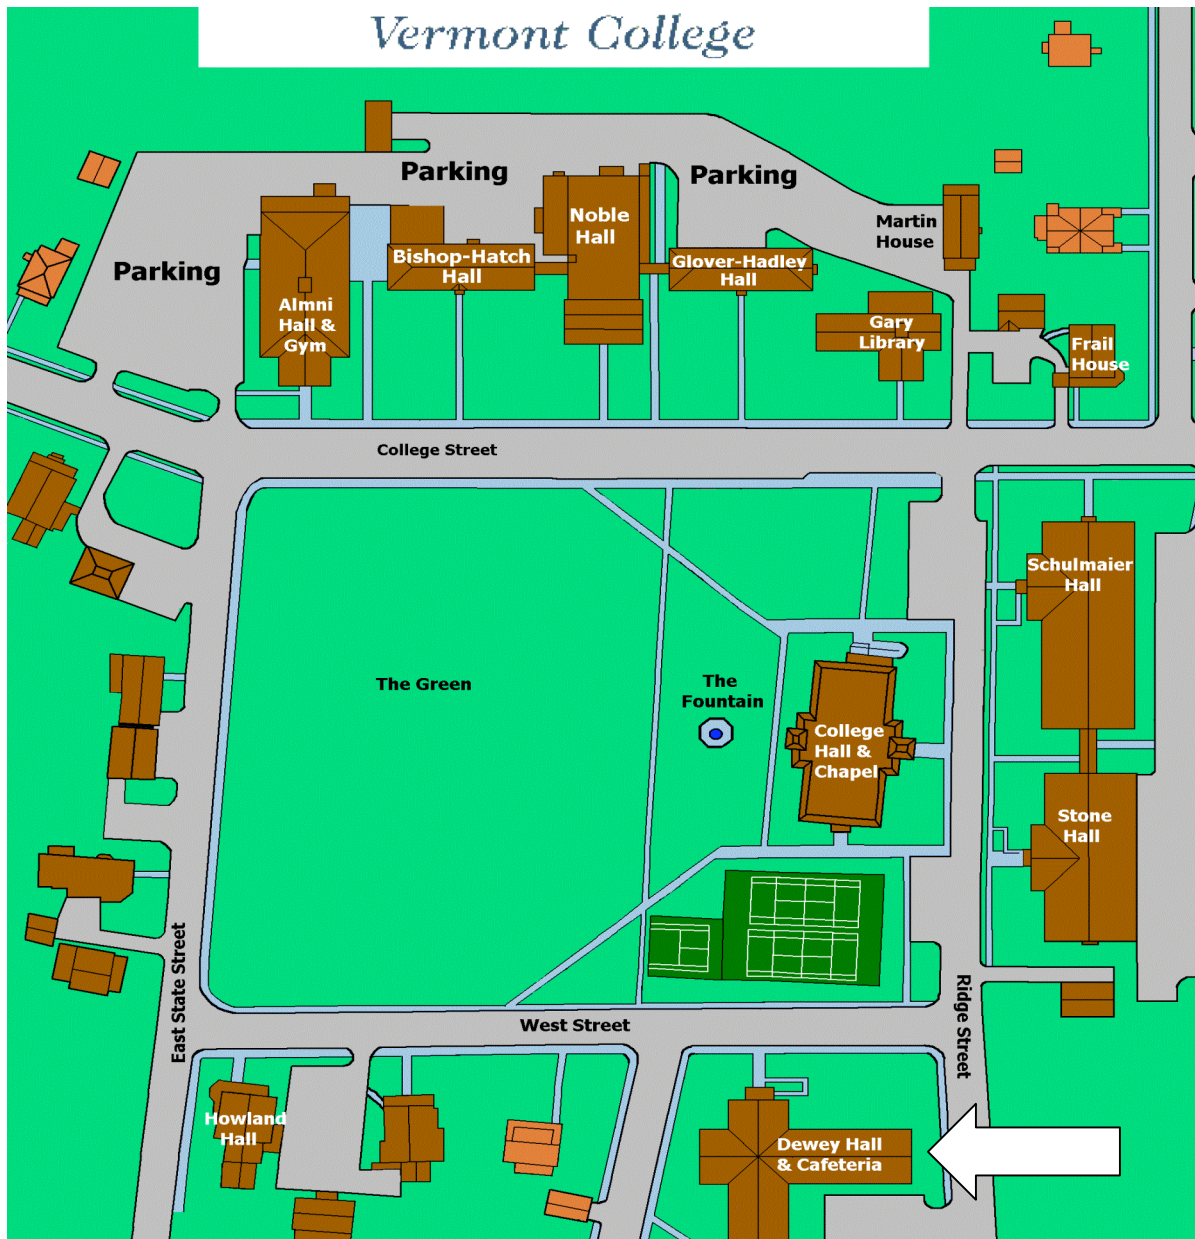 Vermont College
Parking
Parking
Parking
Noble
Hall
Martin
House
Bishop-Hatch
Hall
Glover-Hadley
Hall
Almni
Hall &
Gym
Gary
Library
Frail
House
College Street
Schulmaier
Hall
The Green
The
Fountain
College
Hall &
Chapel
Stone
Hall
East State Street
West Street
Ridge Street
Howland
Hall
Dewey Hall
& Cafeteria